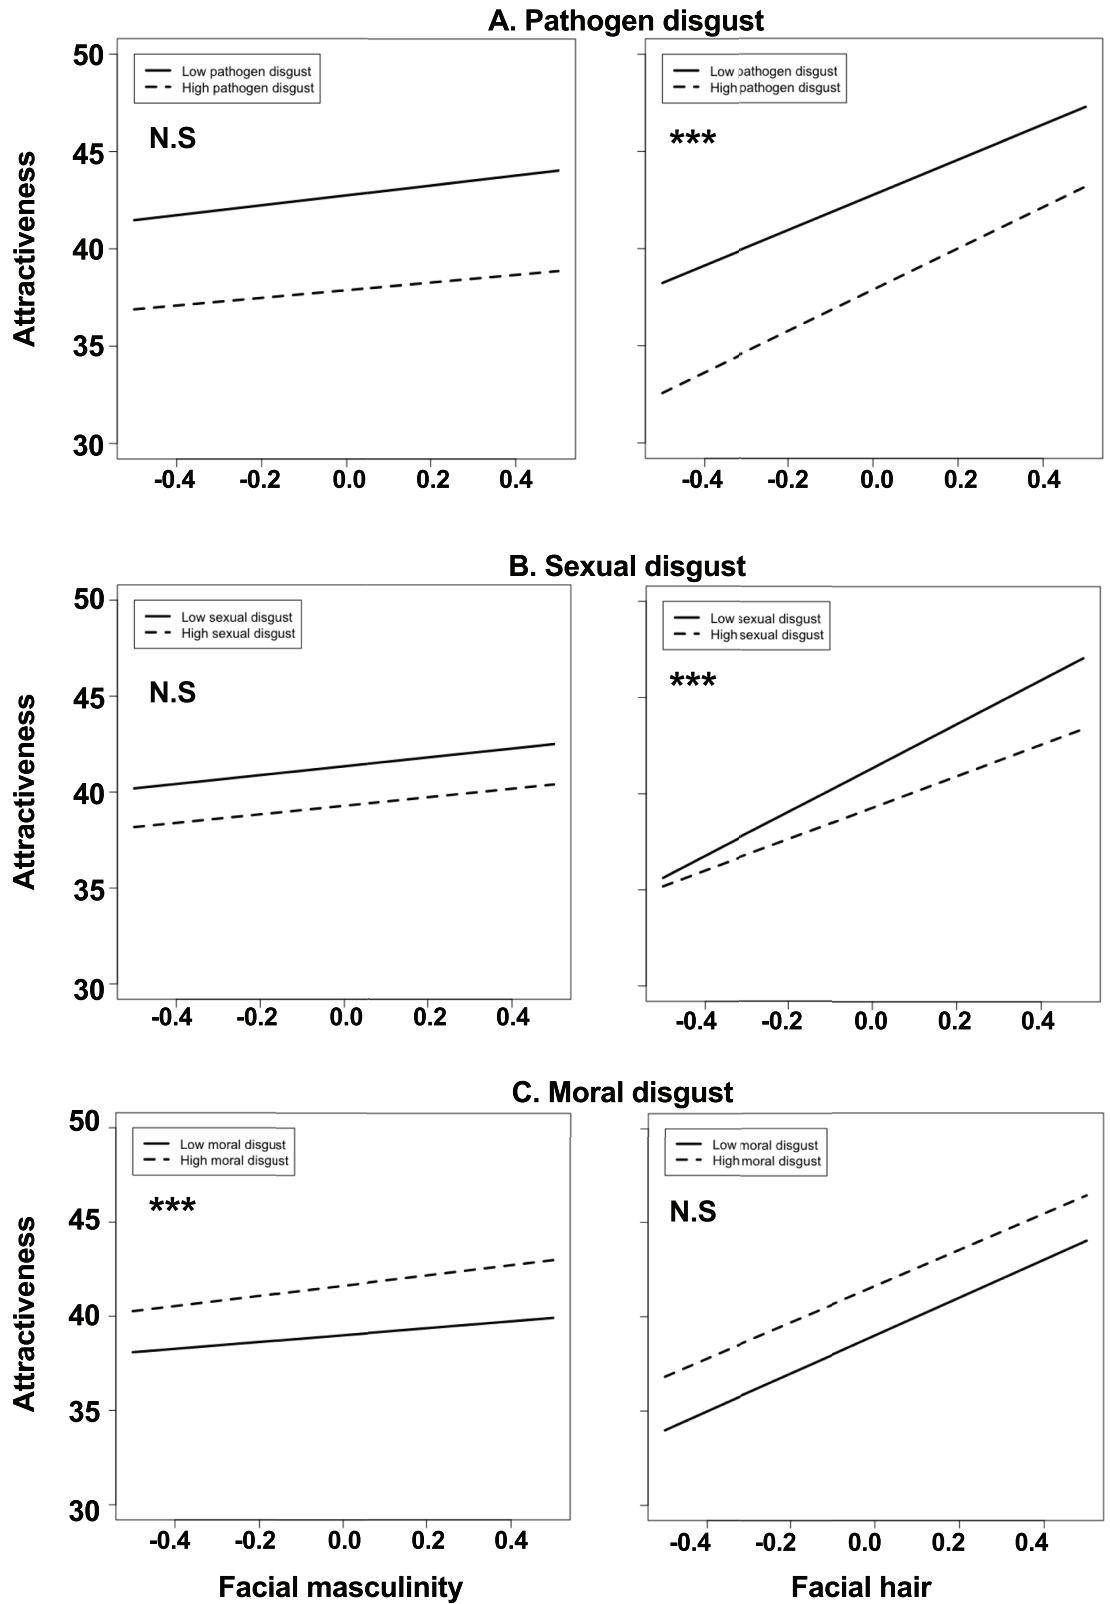 A. Pathogen disgust
Attractiveness
50
45
40
35
30
Low pathogen disgust
High pathogen disgust
N.S
-0.4 -0.2 0.0 0.2 0.4
Low pathogen disgust
High pathogen disgust
***
-0.4 -0.2 0.0 0.2 0.4
B. Sexual disgust
Attractiveness
50
45
40
35
30
Low sexual disgust
High sexual disgust
N.S
-0.4 -0.2 0.0 0.2 0.4
Low sexual disgust
High sexual disgust
***
-0.4 -0.2 0.0 0.2 0.4
C. Moral disgust
Attractiveness
50
45
40
35
30
Low moral disgust
High moral disgust
***
-0.4 -0.2 0.0 0.2 0.4
Facial masculinity
Low moral disgust
High moral disgust
N.S
-0.4 -0.2 0.0 0.2 0.4
Facial hair